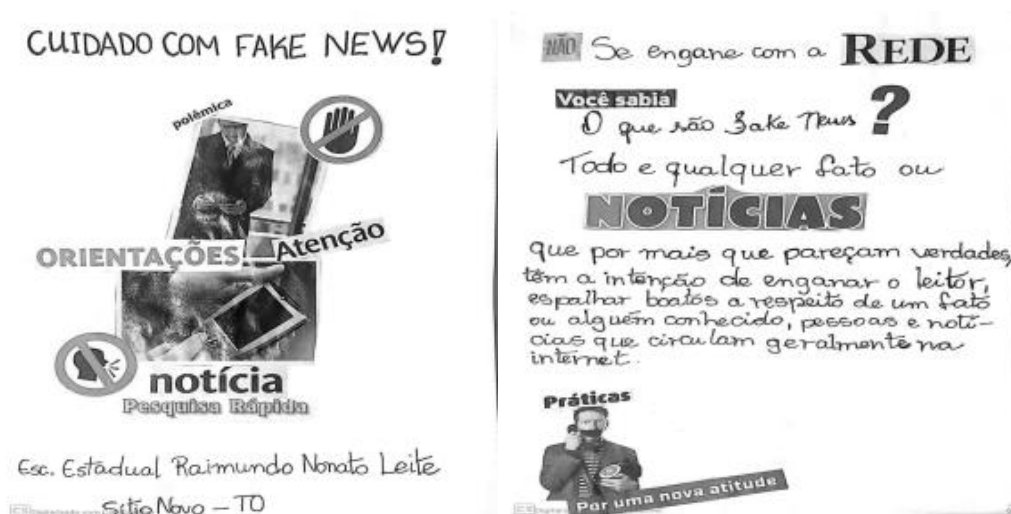 CUIDADO COM FAKE NEWS!
polêmica
ORIENTAÇÕES
Atenção
notícia
Pesquisa Rápida
Esc. Estadual Raimundo Nonato Leite
Sítio Novo - TO
NÃO Se engane com a REDE
Você sabia
O que são Fake News ?
Todo e qualquer fato ou
NOTÍCIAS
que por mais que pareçam verdades,
têm a intenção de enganar o leitor,
espalhar boatos a respeito de um fato
ou alguém conhecido, pessoas e notí-
cias que circulam geralmente na
internet.
Práticas
Por uma nova atitude